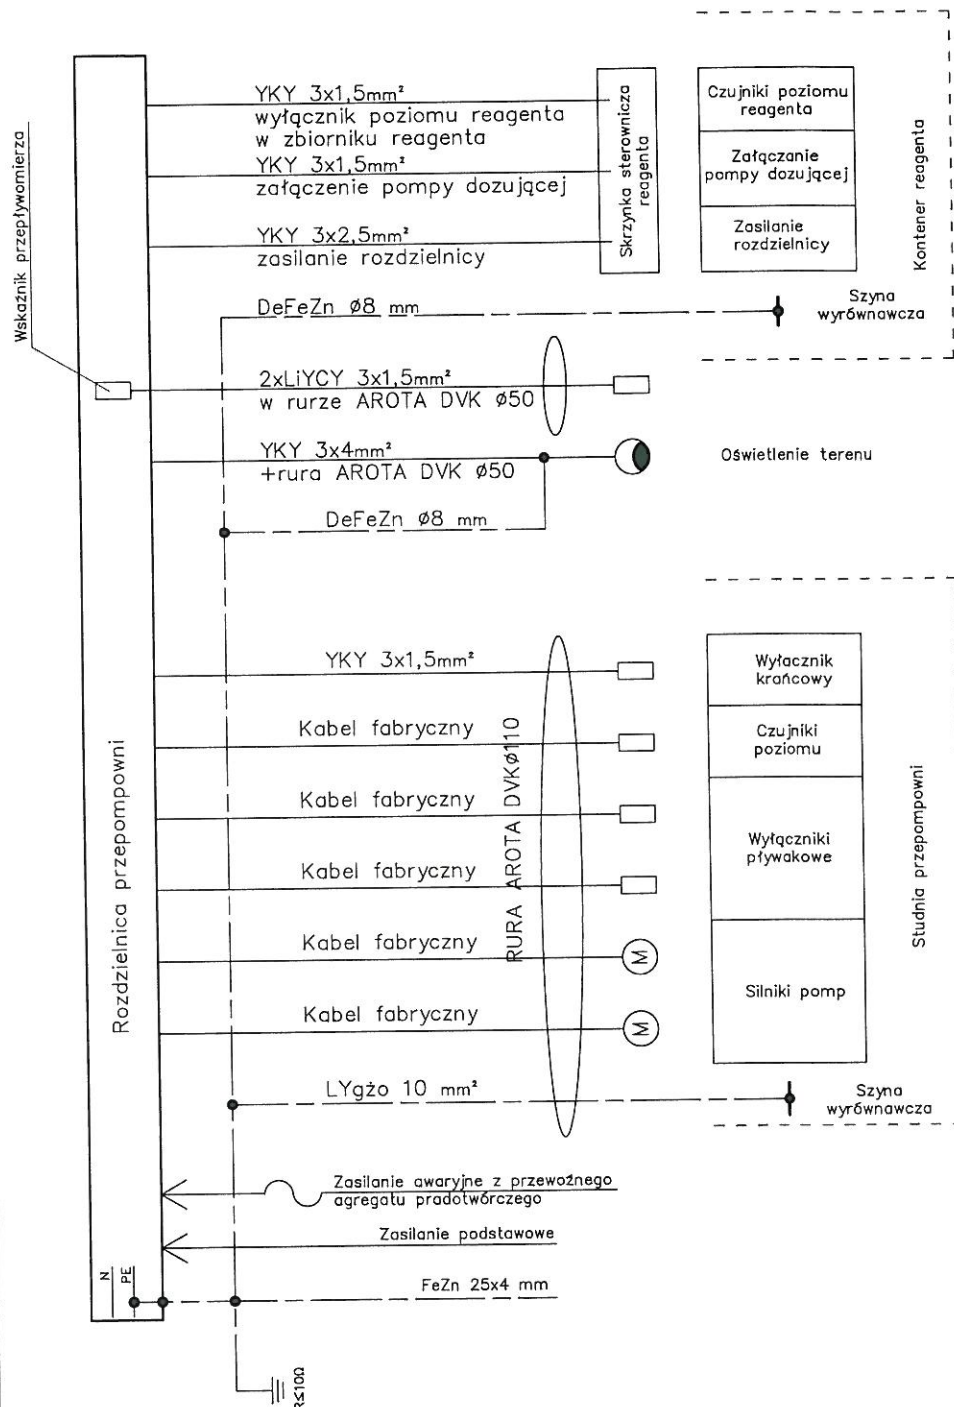 YKY 3x1,5mm²
wyłącznik poziomu reagenta
w zbiorniku reagenta
YKY 3x1,5mm²
załączenie pompy dozującej
YKY 3x2,5mm²
zasilanie rozdzielnicy
Skrzynka sterownicza
reagenta
Czujniki poziomu
reagenta
Załączanie
pompy dozującej
Zasilanie
rozdzielnicy
Kontener reagenta
Wskaźnik przepływomierza
DeFeZn Ø8 mm
Szyna
wyrównawcza
2xLiYCY 3x1,5mm²
w rurze AROTA DVK Ø50
YKY 3x4mm²
+rura AROTA DVK Ø50
Oświetlenie terenu
DeFeZn Ø8 mm
Rozdzielnica przepompowni
YKY 3x1,5mm²
Kabel fabryczny
Kabel fabryczny
Kabel fabryczny
Kabel fabryczny
Kabel fabryczny
RURA AROTA DVKØ110
M
M
Wyłacznik
krańcowy
Czujniki
poziomu
Wyłączniki
pływakowe
Silniki pomp
Studnia przepompowni
LYgżo 10 mm²
Szyna
wyrównawcza
Zasilanie awaryjne z przewoźnego
agregatu pradotwórczego
Zasilanie podstawowe
N
PE
FeZn 25x4 mm
R≤10Ω